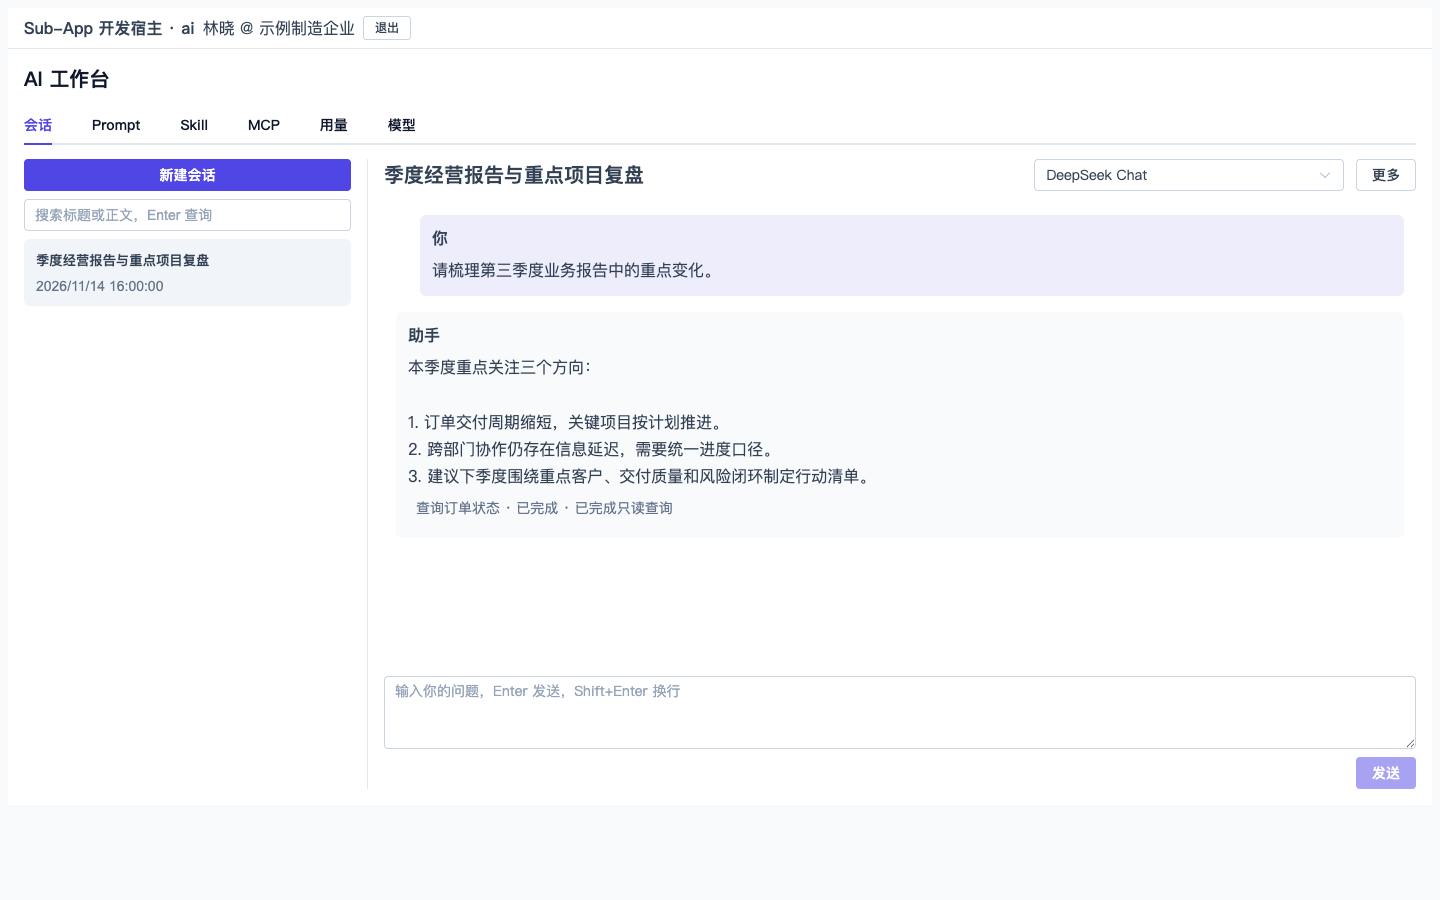 Sub-App 开发宿主 · ai 林晓 @ 示例制造企业 退出
AI 工作台
会话 Prompt Skill MCP 用量 模型
新建会话
搜索标题或正文，Enter 查询
季度经营报告与重点项目复盘
2026/11/14 16:00:00
季度经营报告与重点项目复盘
DeepSeek Chat
更多
你
请梳理第三季度业务报告中的重点变化。
助手
本季度重点关注三个方向：
1. 订单交付周期缩短，关键项目按计划推进。
2. 跨部门协作仍存在信息延迟，需要统一进度口径。
3. 建议下季度围绕重点客户、交付质量和风险闭环制定行动清单。
查询订单状态 · 已完成 · 已完成只读查询
输入你的问题，Enter 发送，Shift+Enter 换行
发送